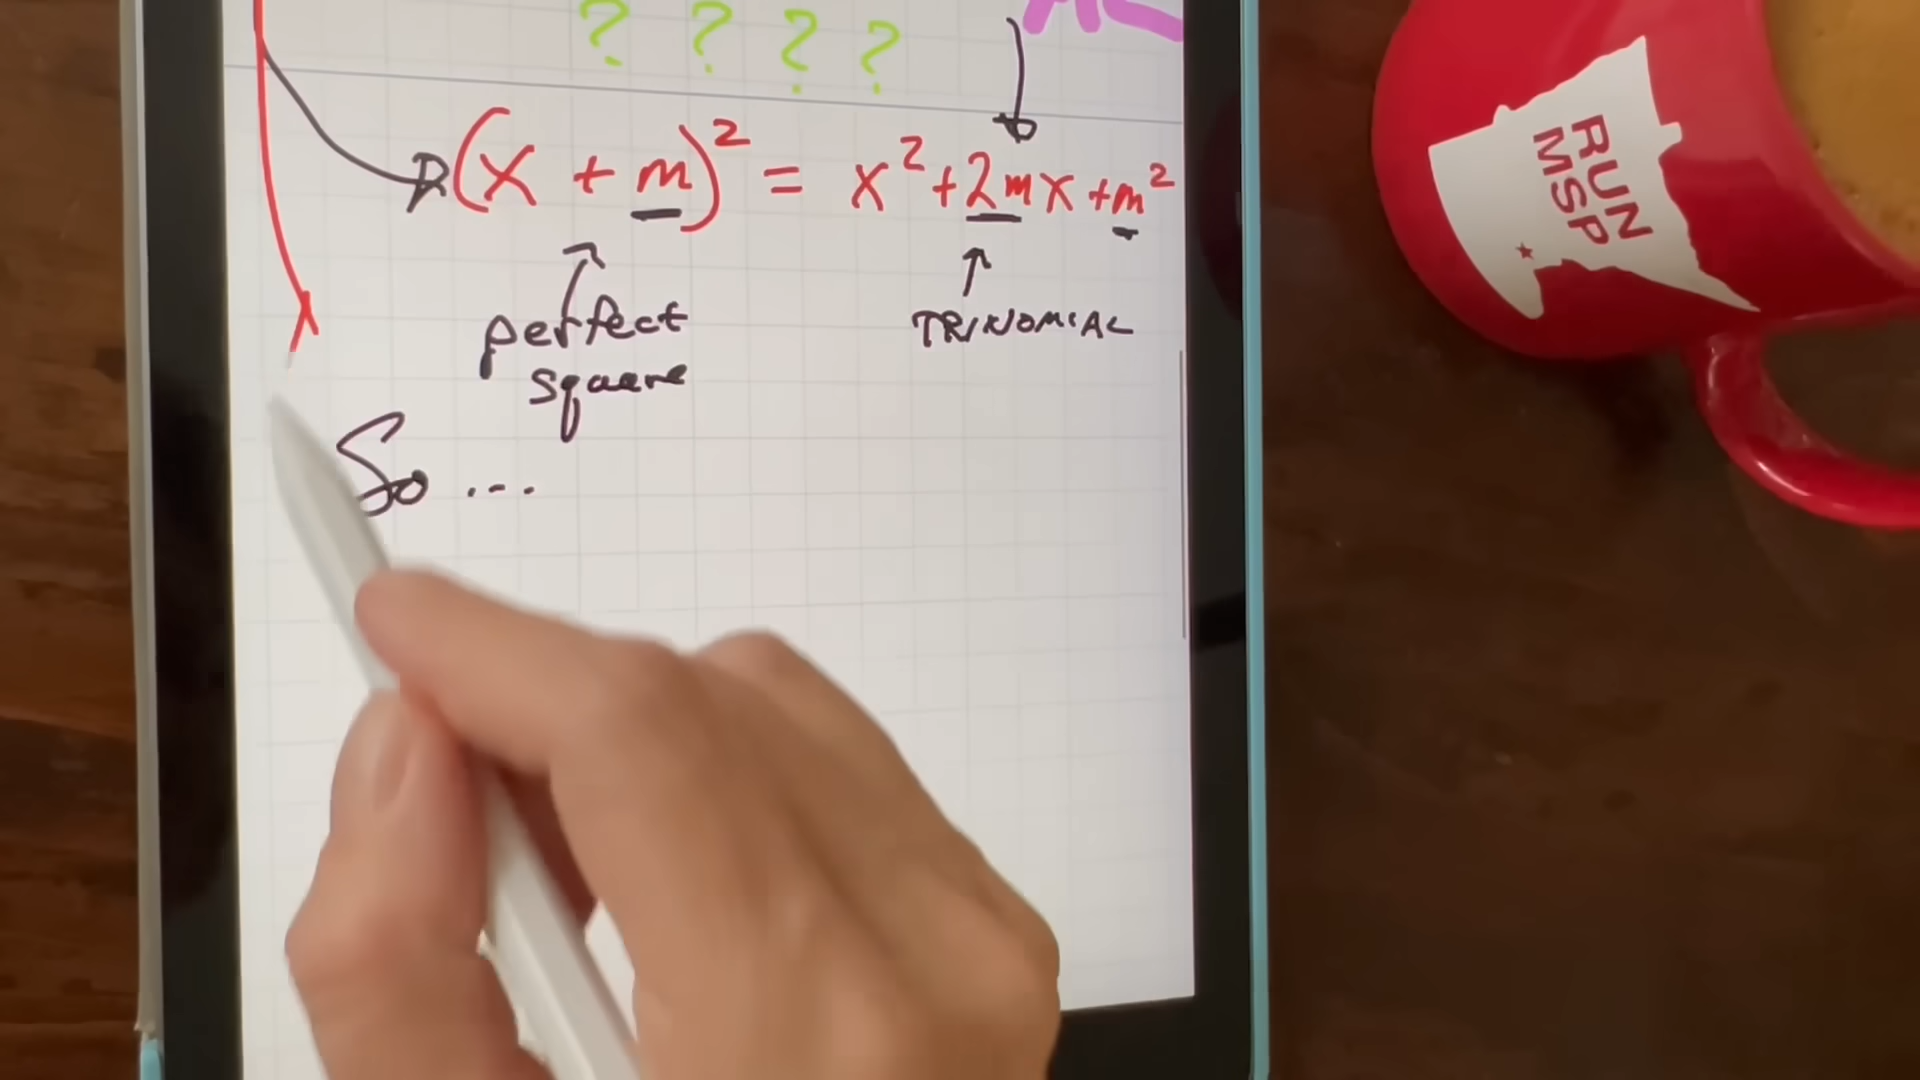 ? ? ? ?
(x + m)² = x² + 2mx + m²
perfect
square
TRINOMIAL
So ...
RUN
MSP